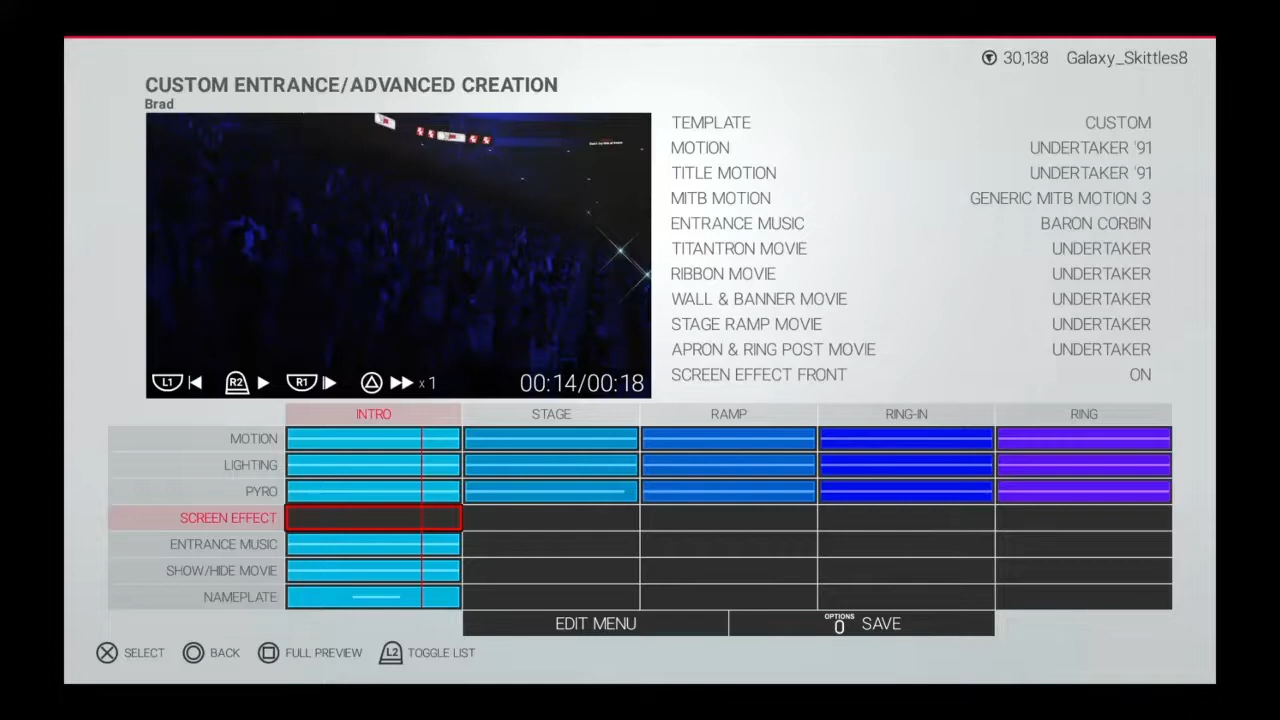 30,138 Galaxy_Skittles8
CUSTOM ENTRANCE/ADVANCED CREATION
Brad
TEMPLATE CUSTOM
MOTION UNDERTAKER '91
TITLE MOTION UNDERTAKER '91
MITB MOTION GENERIC MITB MOTION 3
ENTRANCE MUSIC BARON CORBIN
TITANTRON MOVIE UNDERTAKER
RIBBON MOVIE UNDERTAKER
WALL & BANNER MOVIE UNDERTAKER
STAGE RAMP MOVIE UNDERTAKER
APRON & RING POST MOVIE UNDERTAKER
SCREEN EFFECT FRONT ON
L1 R2 R1 x 1 00:14/00:18
INTRO STAGE RAMP RING-IN RING
MOTION
LIGHTING
PYRO
SCREEN EFFECT
ENTRANCE MUSIC
SHOW/HIDE MOVIE
NAMEPLATE
EDIT MENU OPTIONS SAVE
SELECT BACK FULL PREVIEW L2 TOGGLE LIST